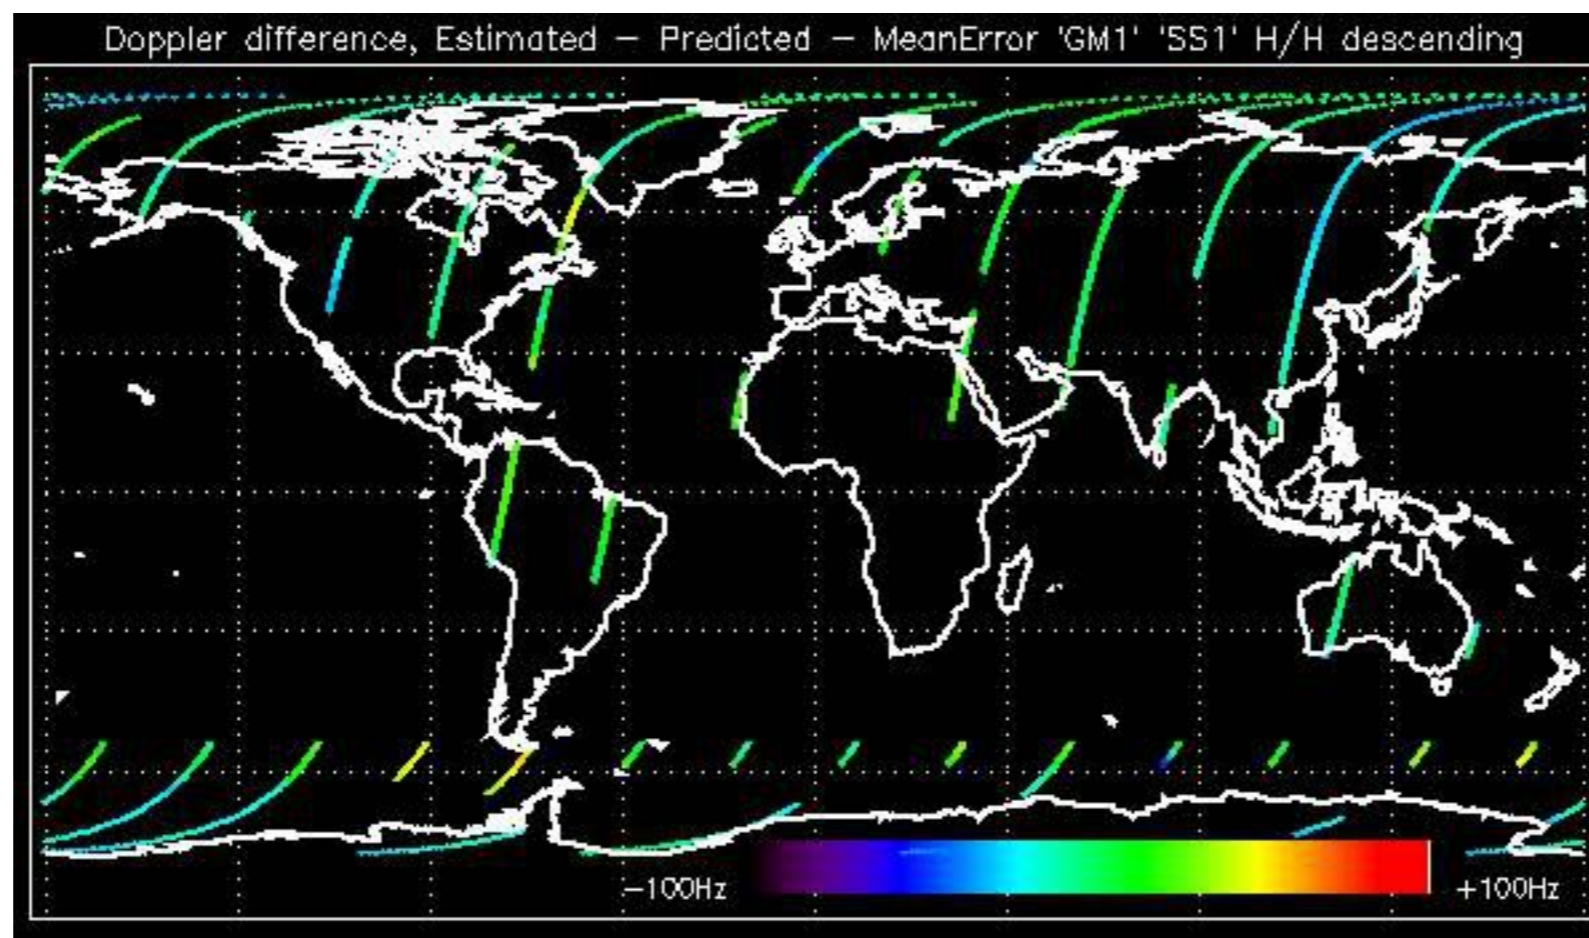 Doppler difference, Estimated – Predicted – MeanError 'GM1' 'SS1' H/H descending
-100Hz
+100Hz